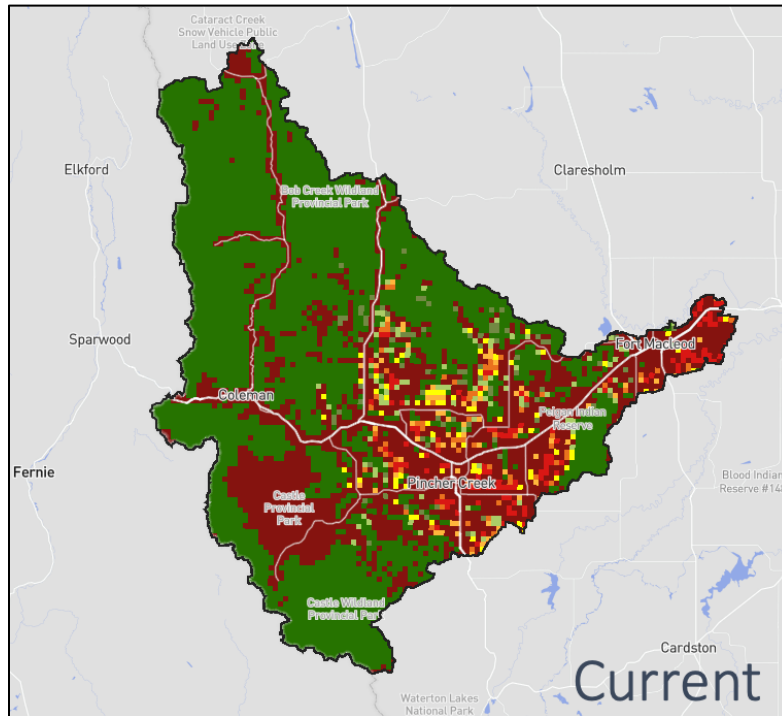 Cataract Creek
Snow Vehicle Public
Land Use
Elkford
Claresholm
Bob Creek Wildland
Provincial Park
Sparwood
Fort Macleod
Coleman
Peigan Indian
Reserve
Fernie
Blood Indian
Reserve #148
Pincher Creek
Castle
Provincial
Park
Castle Wildland
Provincial Par
Cardston
Current
Waterton Lakes
National Park